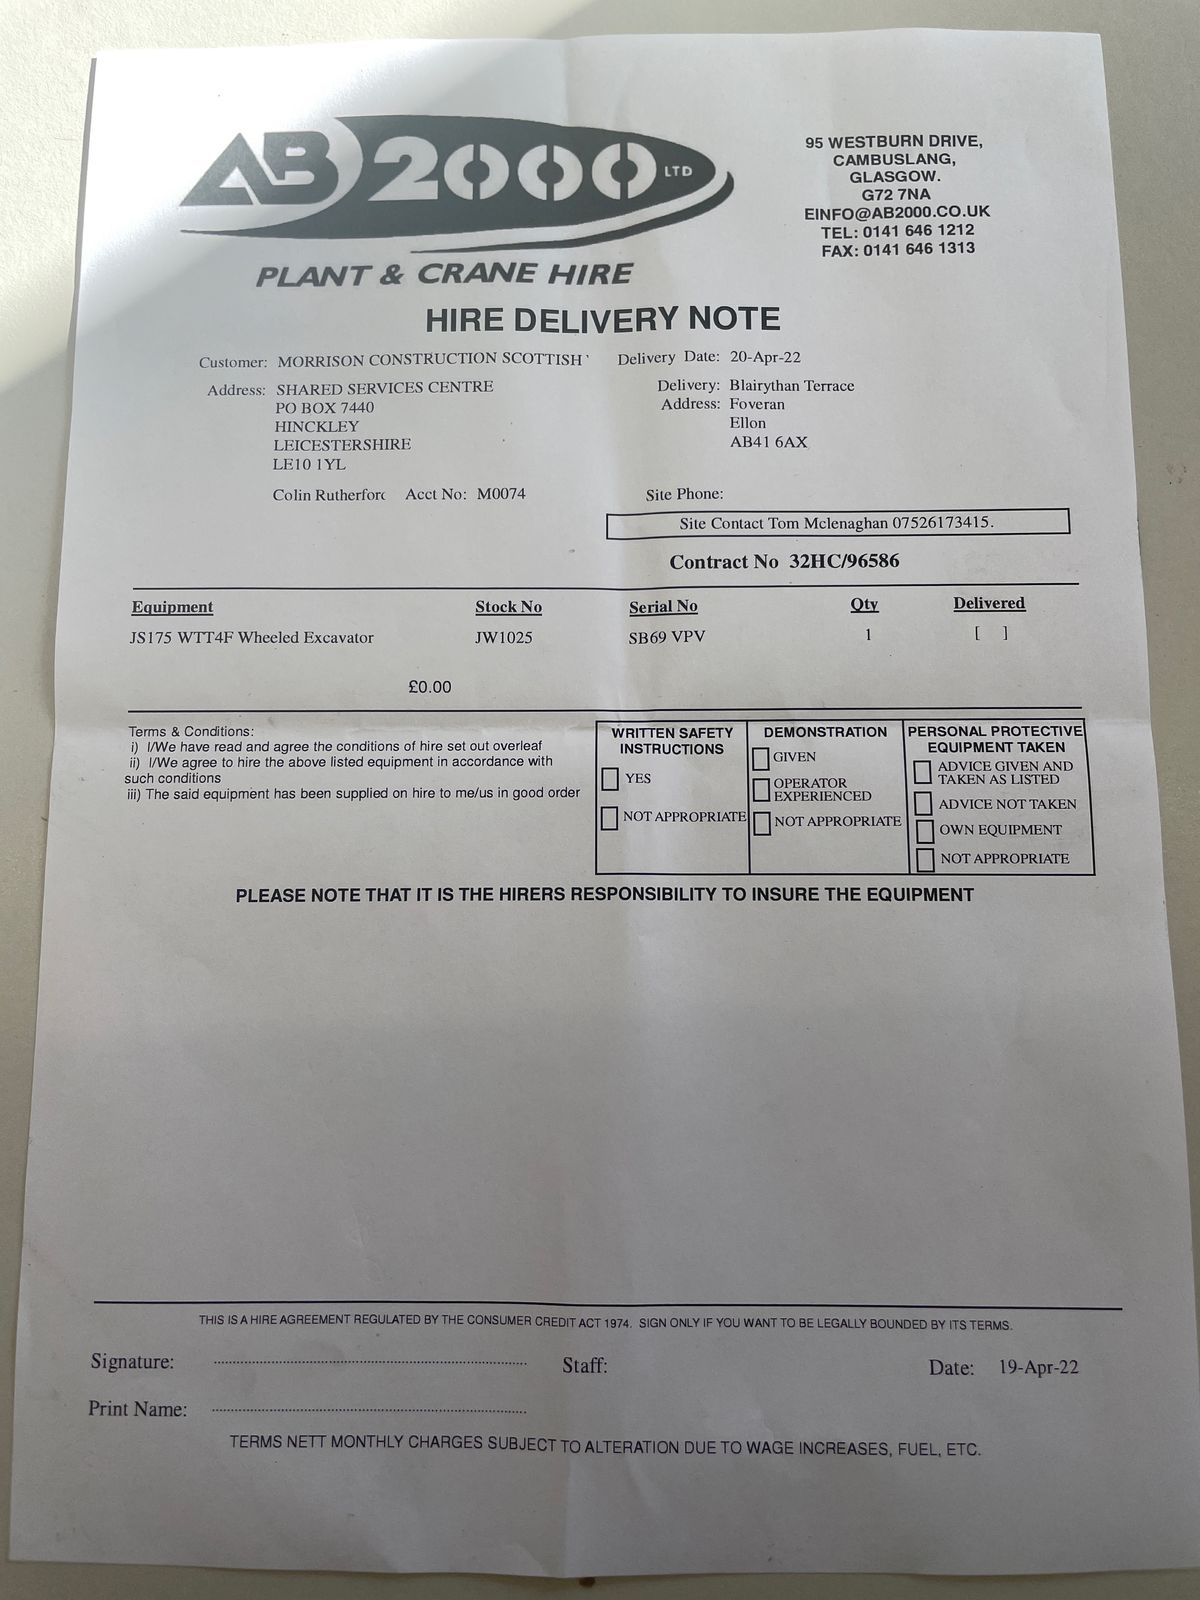 AB 2000 LTD
PLANT & CRANE HIRE
95 WESTBURN DRIVE,
CAMBUSLANG,
GLASGOW.
G72 7NA
EINFO@AB2000.CO.UK
TEL: 0141 646 1212
FAX: 0141 646 1313
HIRE DELIVERY NOTE
Customer: MORRISON CONSTRUCTION SCOTTISH
Address: SHARED SERVICES CENTRE
PO BOX 7440
HINCKLEY
LEICESTERSHIRE
LE10 1YL
Colin Rutherford Acct No: M0074
Delivery Date: 20-Apr-22
Delivery: Blairythan Terrace
Address: Foveran
Ellon
AB41 6AX
Site Phone:
Site Contact Tom Mclenaghan 07526173415.
Contract No 32HC/96586
Equipment Stock No Serial No Qty Delivered
JS175 WTT4F Wheeled Excavator JW1025 SB69 VPV 1 [ ]
£0.00
Terms & Conditions:
i) I/We have read and agree the conditions of hire set out overleaf
ii) I/We agree to hire the above listed equipment in accordance with
such conditions
iii) The said equipment has been supplied on hire to me/us in good order
WRITTEN SAFETY
INSTRUCTIONS
YES
NOT APPROPRIATE
DEMONSTRATION
GIVEN
OPERATOR
EXPERIENCED
NOT APPROPRIATE
PERSONAL PROTECTIVE
EQUIPMENT TAKEN
ADVICE GIVEN AND
TAKEN AS LISTED
ADVICE NOT TAKEN
OWN EQUIPMENT
NOT APPROPRIATE
PLEASE NOTE THAT IT IS THE HIRERS RESPONSIBILITY TO INSURE THE EQUIPMENT
THIS IS A HIRE AGREEMENT REGULATED BY THE CONSUMER CREDIT ACT 1974. SIGN ONLY IF YOU WANT TO BE LEGALLY BOUNDED BY ITS TERMS.
Signature: Staff: Date: 19-Apr-22
Print Name:
TERMS NETT MONTHLY CHARGES SUBJECT TO ALTERATION DUE TO WAGE INCREASES, FUEL, ETC.